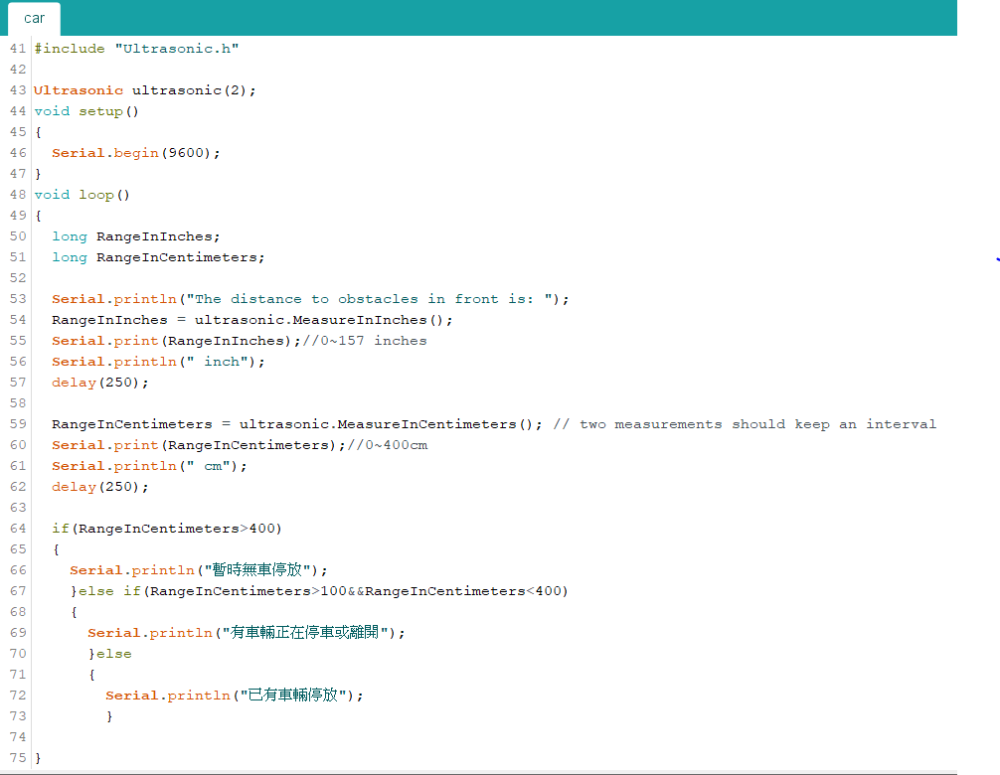 car
41 #include "Ultrasonic.h"
42
43 Ultrasonic ultrasonic(2);
44 void setup()
45 {
46   Serial.begin(9600);
47 }
48 void loop()
49 {
50   long RangeInInches;
51   long RangeInCentimeters;
52
53   Serial.println("The distance to obstacles in front is: ");
54   RangeInInches = ultrasonic.MeasureInInches();
55   Serial.print(RangeInInches);//0~157 inches
56   Serial.println(" inch");
57   delay(250);
58
59   RangeInCentimeters = ultrasonic.MeasureInCentimeters(); // two measurements should keep an interval
60   Serial.print(RangeInCentimeters);//0~400cm
61   Serial.println(" cm");
62   delay(250);
63
64   if(RangeInCentimeters>400)
65   {
66     Serial.println("暫時無車停放");
67     }else if(RangeInCentimeters>100&&RangeInCentimeters<400)
68     {
69       Serial.println("有車輛正在停車或離開");
70       }else
71       {
72         Serial.println("已有車輛停放");
73         }
74
75 }